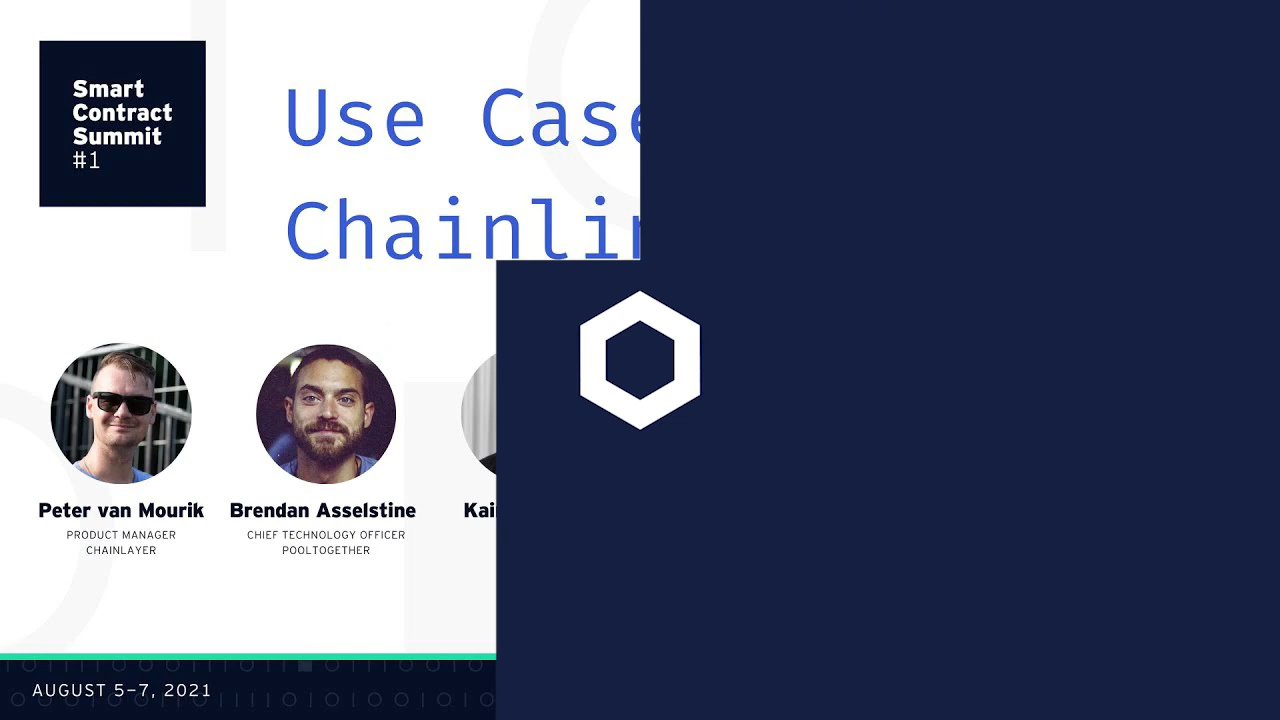 Smart
Contract
Summit
#1
Use Case
Chainlin
Peter van Mourik
PRODUCT MANAGER
CHAINLAYER
Brendan Asselstine
CHIEF TECHNOLOGY OFFICER
POOLTOGETHER
Kai
AUGUST 5–7, 2021